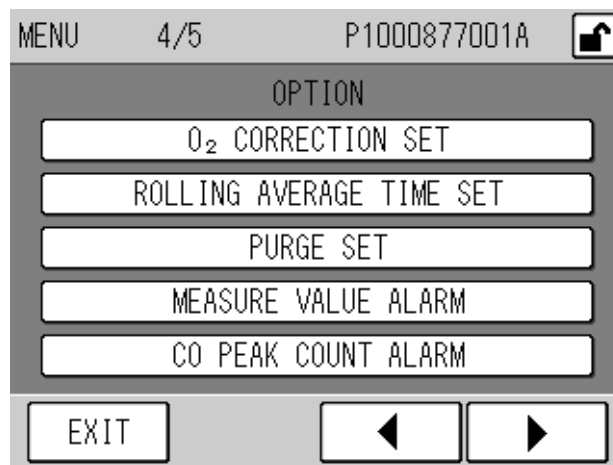 MENU 4/5 P1000877001A
OPTION
O₂ CORRECTION SET
ROLLING AVERAGE TIME SET
PURGE SET
MEASURE VALUE ALARM
CO PEAK COUNT ALARM
EXIT